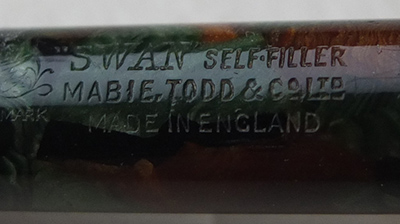 "SWAN" SELF-FILLER
MABIE, TODD & CO LTD
MARK
MADE IN ENGLAND